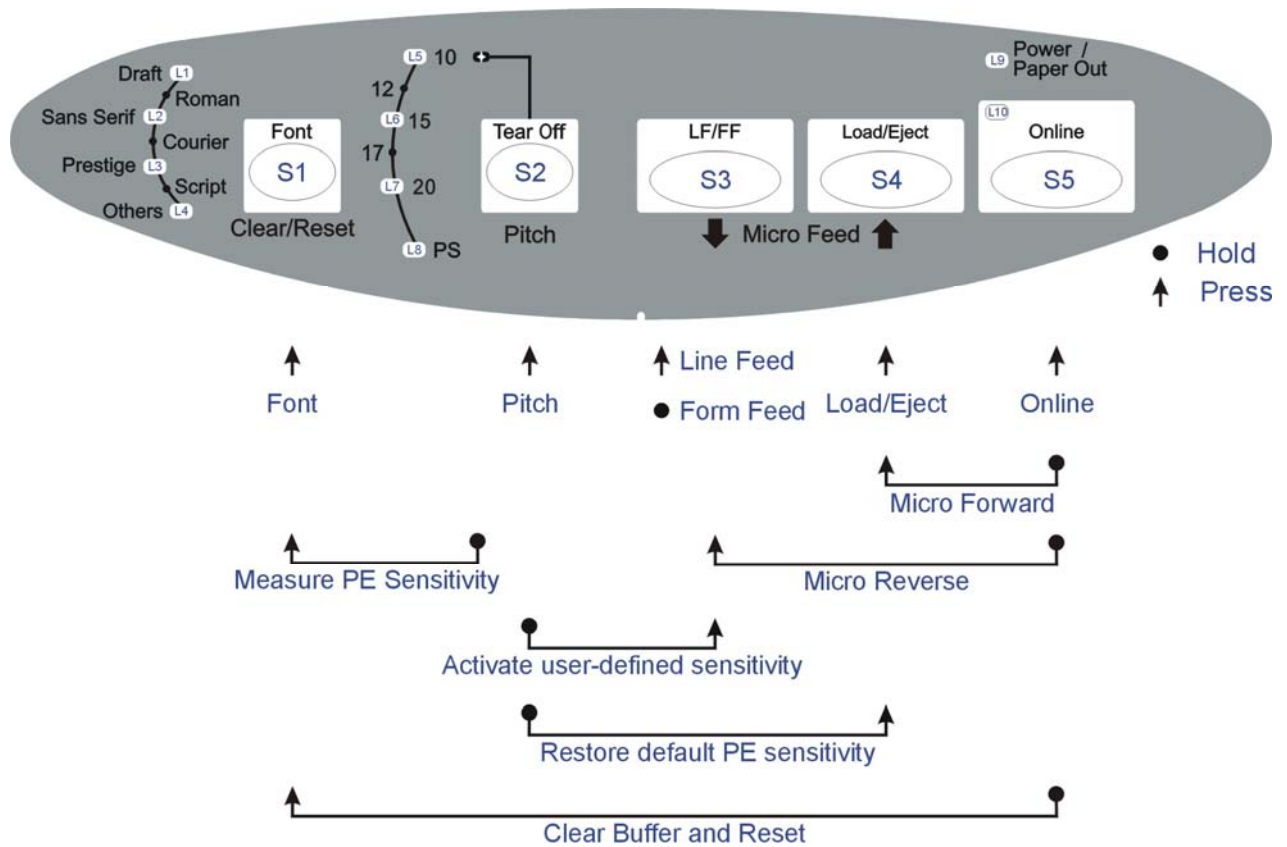 Draft L1
Roman
Sans Serif L2
Courier
Prestige L3
Script
Others L4
Font
S1
Clear/Reset
L5 10
12
L6 15
17
L7 20
L8 PS
Tear Off
S2
Pitch
LF/FF
S3
Load/Eject
S4
Micro Feed
L9 Power /
Paper Out
L10
Online
S5
Hold
Press
Font
Pitch
Line Feed
Form Feed
Load/Eject
Online
Micro Forward
Measure PE Sensitivity
Micro Reverse
Activate user-defined sensitivity
Restore default PE sensitivity
Clear Buffer and Reset